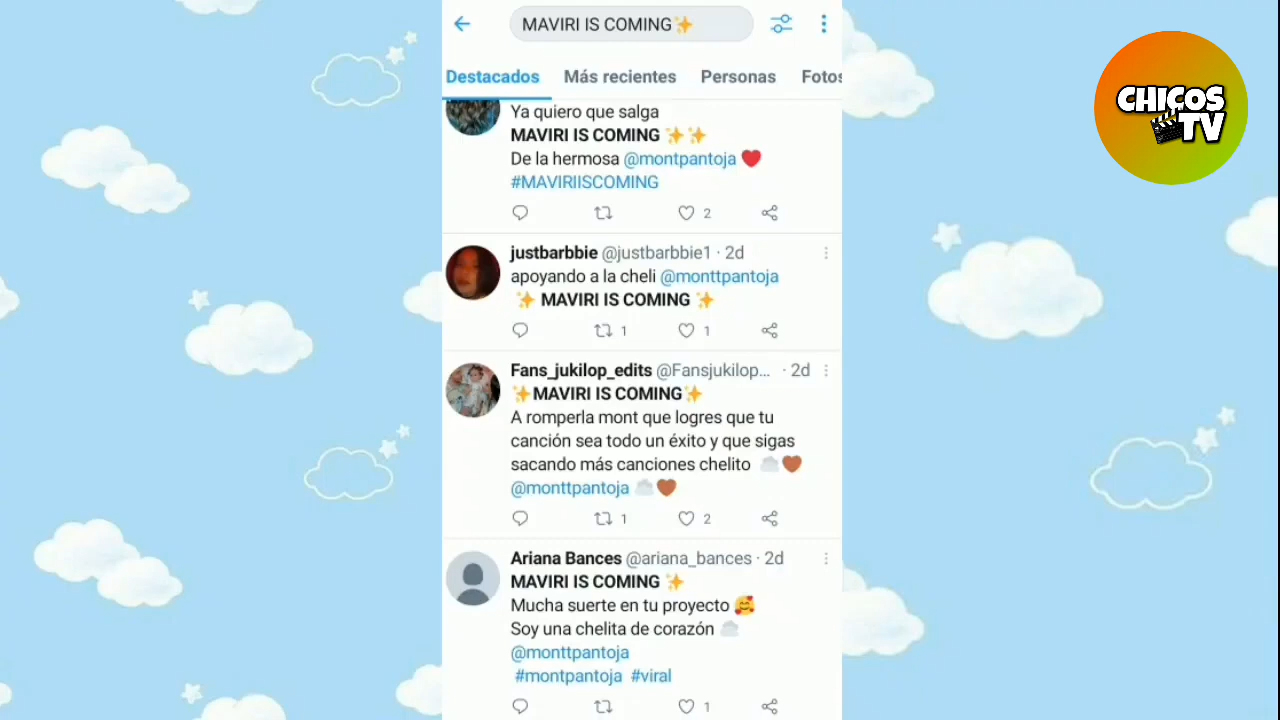 MAVIRI IS COMING✨
CHICOS
TV
Destacados Más recientes Personas Fotos
Ya quiero que salga
MAVIRI IS COMING ✨✨
De la hermosa @montpantoja ❤️
#MAVIRIISCOMING
2
justbarbbie @justbarbbie1 · 2d
apoyando a la cheli @monttpantoja
✨ MAVIRI IS COMING ✨
1 1
Fans_jukilop_edits @Fansjukilop... · 2d
✨MAVIRI IS COMING✨
A romperla mont que logres que tu
canción sea todo un éxito y que sigas
sacando más canciones chelito ☁️🤎
@monttpantoja ☁️🤎
1 2
Ariana Bances @ariana_bances · 2d
MAVIRI IS COMING ✨
Mucha suerte en tu proyecto 🥰
Soy una chelita de corazón ☁️
@monttpantoja
#montpantoja #viral
1